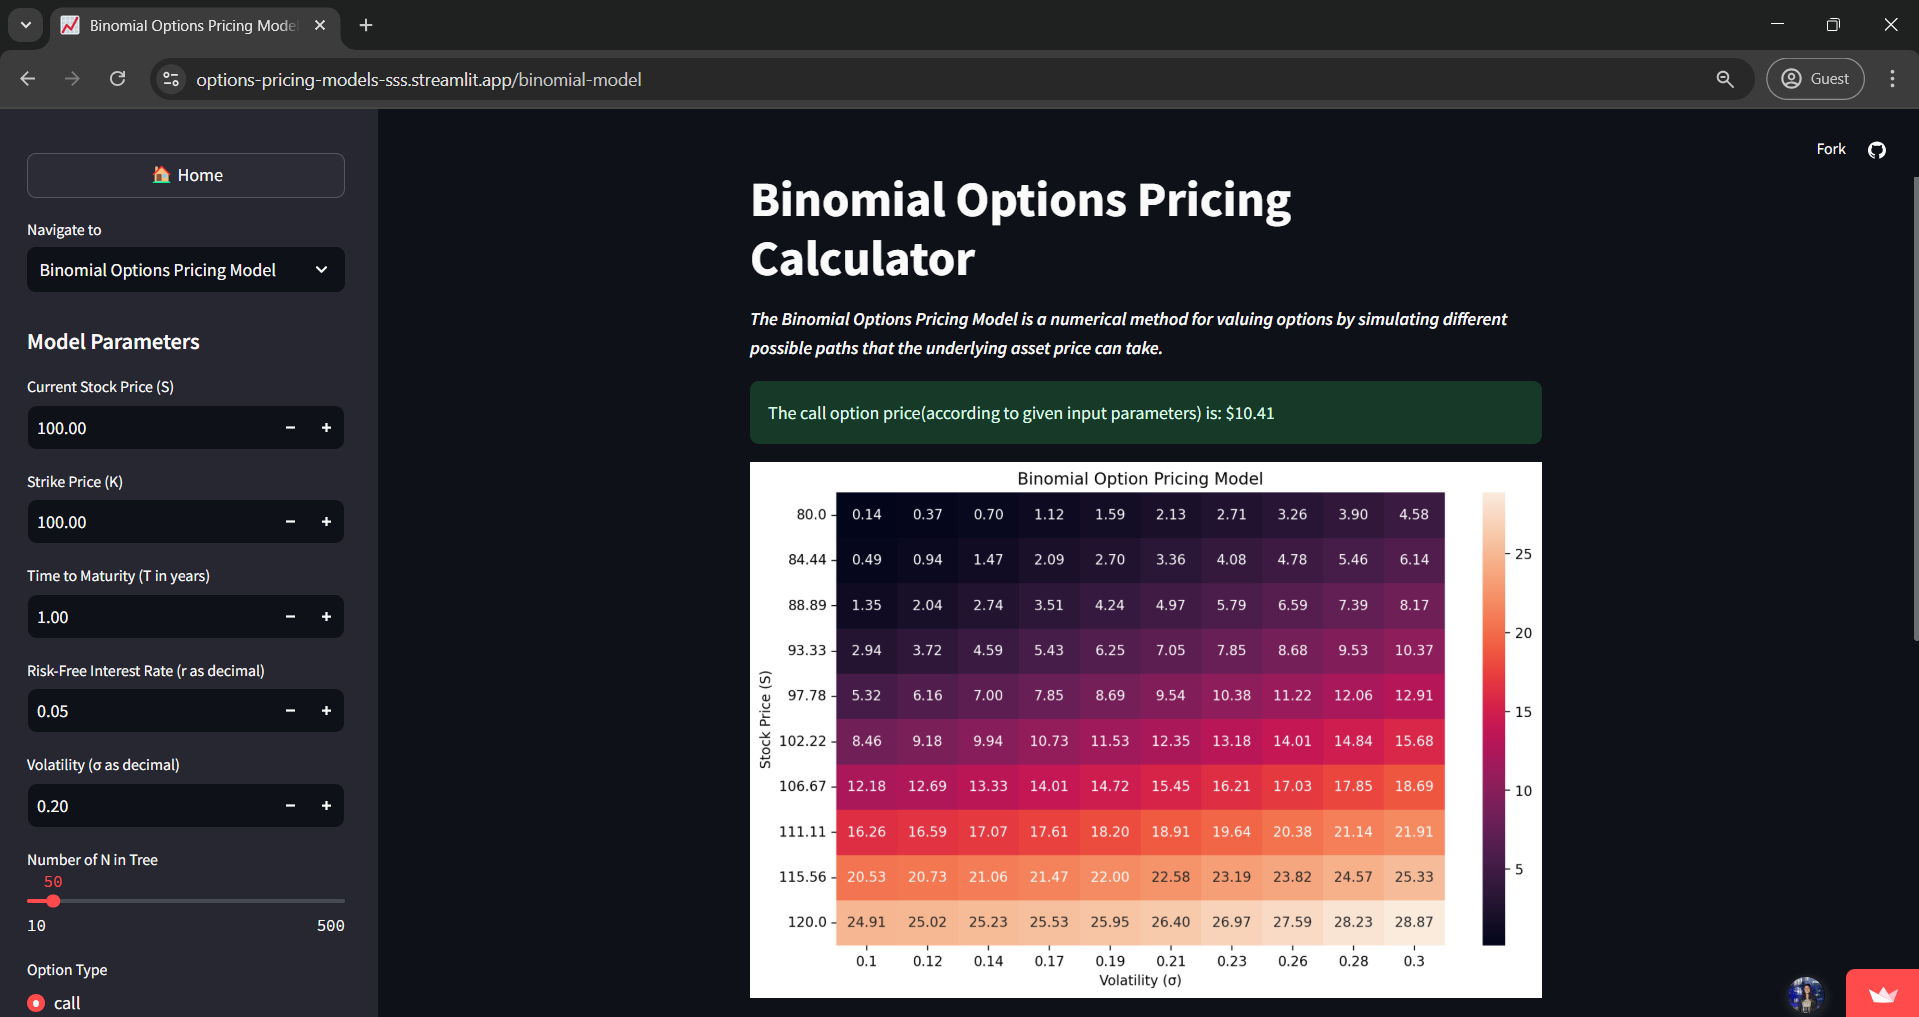 Binomial Options Pricing Mode
options-pricing-models-sss.streamlit.app/binomial-model
Guest
Home
Navigate to
Binomial Options Pricing Model
Model Parameters
Current Stock Price (S)
100.00
Strike Price (K)
100.00
Time to Maturity (T in years)
1.00
Risk-Free Interest Rate (r as decimal)
0.05
Volatility (σ as decimal)
0.20
Number of N in Tree
50
10 500
Option Type
call
Fork
Binomial Options Pricing
Calculator
The Binomial Options Pricing Model is a numerical method for valuing options by simulating different
possible paths that the underlying asset price can take.
The call option price(according to given input parameters) is: $10.41
Binomial Option Pricing Model
Stock Price (S)
80.0 0.14 0.37 0.70 1.12 1.59 2.13 2.71 3.26 3.90 4.58
84.44 0.49 0.94 1.47 2.09 2.70 3.36 4.08 4.78 5.46 6.14
88.89 1.35 2.04 2.74 3.51 4.24 4.97 5.79 6.59 7.39 8.17
93.33 2.94 3.72 4.59 5.43 6.25 7.05 7.85 8.68 9.53 10.37
97.78 5.32 6.16 7.00 7.85 8.69 9.54 10.38 11.22 12.06 12.91
102.22 8.46 9.18 9.94 10.73 11.53 12.35 13.18 14.01 14.84 15.68
106.67 12.18 12.69 13.33 14.01 14.72 15.45 16.21 17.03 17.85 18.69
111.11 16.26 16.59 17.07 17.61 18.20 18.91 19.64 20.38 21.14 21.91
115.56 20.53 20.73 21.06 21.47 22.00 22.58 23.19 23.82 24.57 25.33
120.0 24.91 25.02 25.23 25.53 25.95 26.40 26.97 27.59 28.23 28.87
0.1 0.12 0.14 0.17 0.19 0.21 0.23 0.26 0.28 0.3
Volatility (σ)
25
20
15
10
5